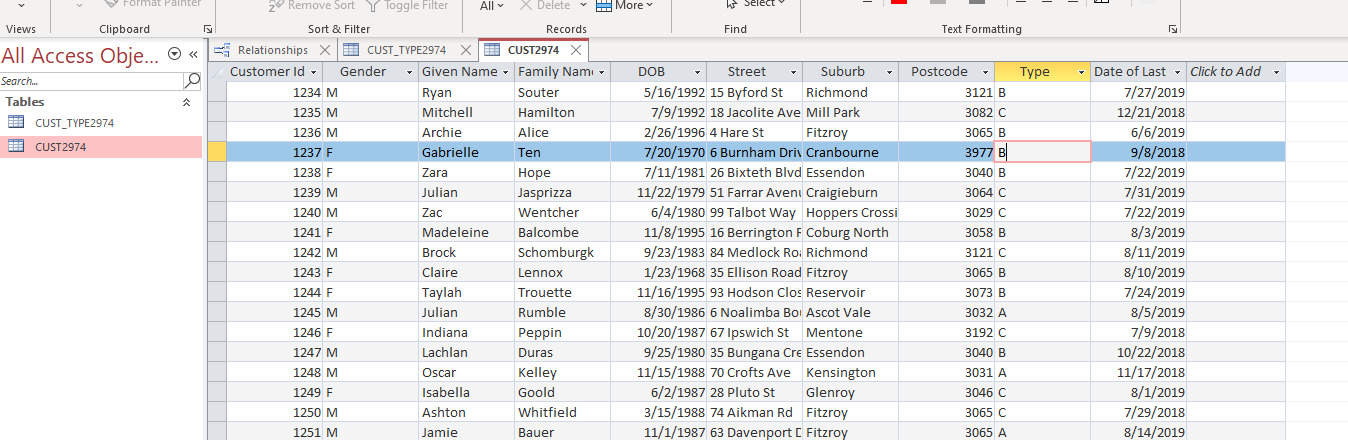 Format Painter
Remove Sort Toggle Filter
All Delete More
Select
Views Clipboard Sort & Filter Records Find Text Formatting
All Access Obje... «
Search...
Tables
CUST_TYPE2974
CUST2974
Relationships CUST_TYPE2974 CUST2974
Customer Id Gender Given Name Family Name DOB Street Suburb Postcode Type Date of Last Click to Add
1234 M Ryan Souter 5/16/1992 15 Byford St Richmond 3121 B 7/27/2019
1235 M Mitchell Hamilton 7/9/1992 18 Jacolite Ave Mill Park 3082 C 12/21/2018
1236 M Archie Alice 2/26/1996 4 Hare St Fitzroy 3065 B 6/6/2019
1237 F Gabrielle Ten 7/20/1970 6 Burnham Driv Cranbourne 3977 B 9/8/2018
1238 F Zara Hope 7/11/1981 26 Bixteth Blvd Essendon 3040 B 7/22/2019
1239 M Julian Jasprizza 11/22/1979 51 Farrar Avenu Craigieburn 3064 C 7/31/2019
1240 M Zac Wentcher 6/4/1980 99 Talbot Way Hoppers Crossi 3029 C 7/22/2019
1241 F Madeleine Balcombe 11/8/1995 16 Berrington R Coburg North 3058 B 8/3/2019
1242 M Brock Schomburgk 9/23/1983 84 Medlock Roa Richmond 3121 C 8/11/2019
1243 F Claire Lennox 1/23/1968 35 Ellison Road Fitzroy 3065 B 8/10/2019
1244 F Taylah Trouette 11/16/1995 93 Hodson Clos Reservoir 3073 B 7/24/2019
1245 M Julian Rumble 8/30/1986 6 Noalimba Bou Ascot Vale 3032 A 8/5/2019
1246 F Indiana Peppin 10/20/1987 67 Ipswich St Mentone 3192 C 7/9/2018
1247 M Lachlan Duras 9/25/1980 35 Bungana Cre Essendon 3040 B 10/22/2018
1248 M Oscar Kelley 11/15/1988 70 Crofts Ave Kensington 3031 A 11/17/2018
1249 F Isabella Goold 6/2/1987 28 Pluto St Glenroy 3046 C 8/1/2019
1250 M Ashton Whitfield 3/15/1988 74 Aikman Rd Fitzroy 3065 C 7/29/2018
1251 M Jamie Bauer 11/1/1987 63 Davenport D Fitzroy 3065 A 8/14/2019